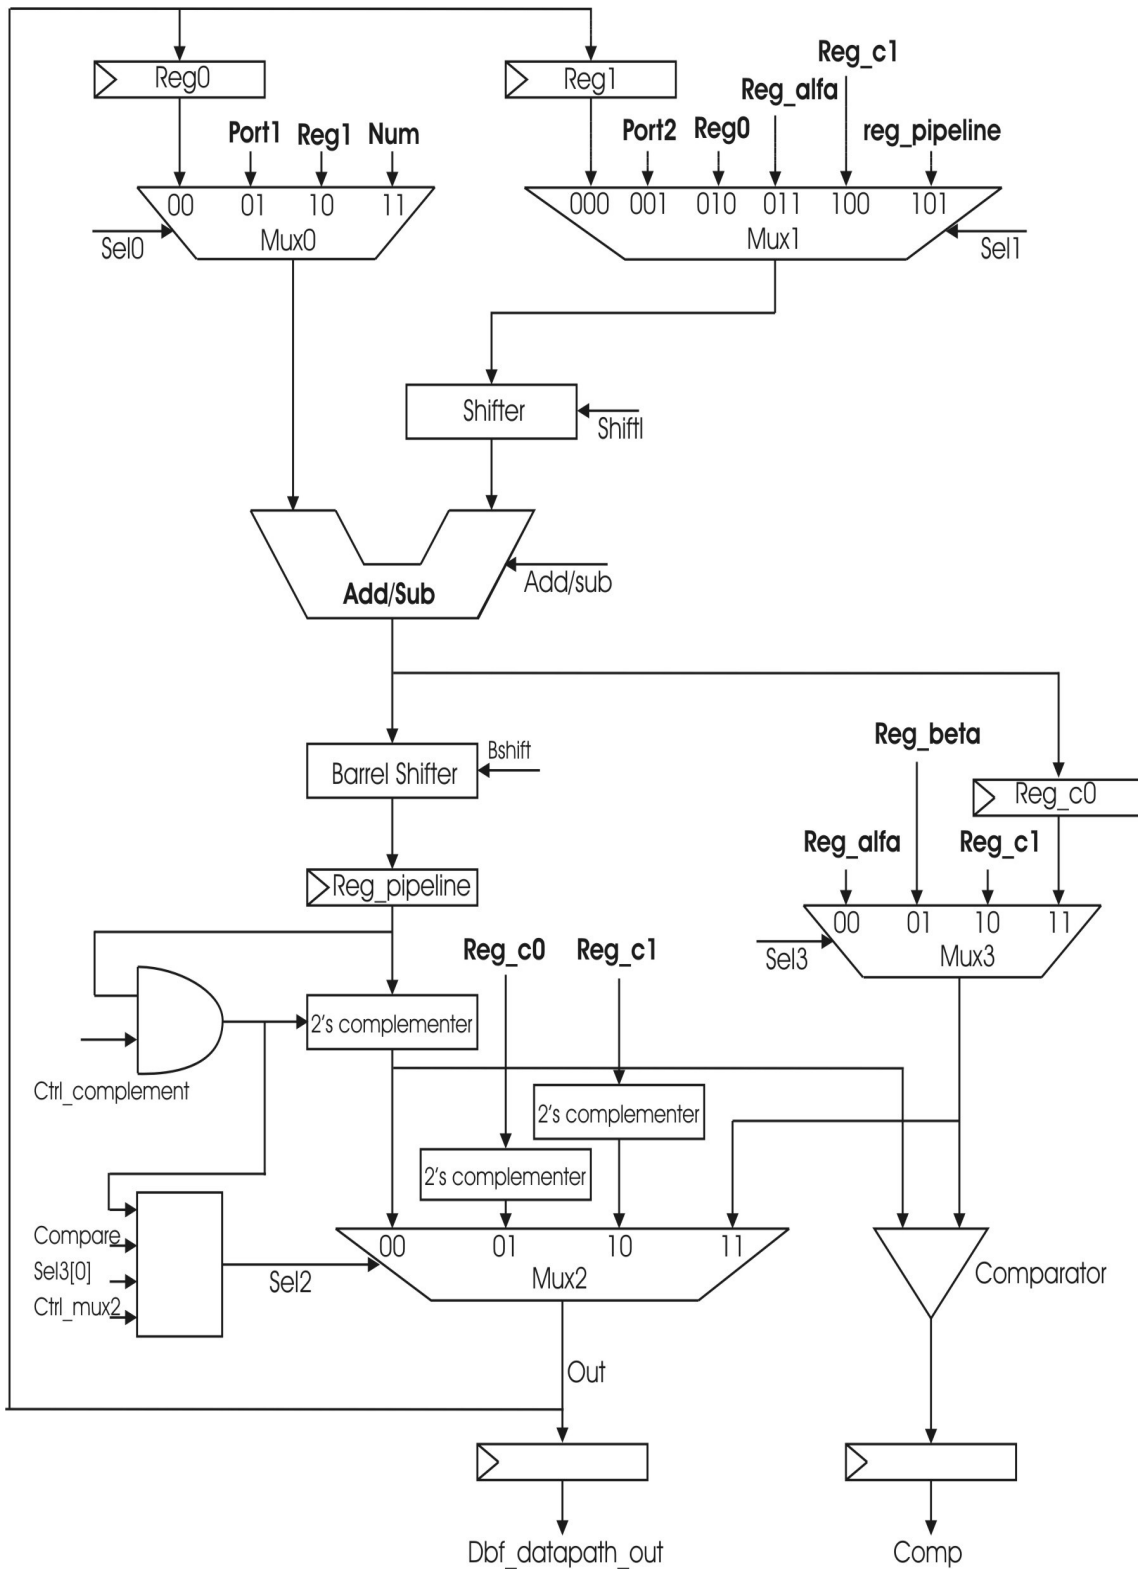 Reg_c1
Reg0
Reg1
Reg_alfa
Port1 Reg1 Num
Port2 Reg0
reg_pipeline
00 01 10 11
000 001 010 011 100 101
Sel0
Mux0
Mux1
Sel1
Shifter
Shiftl
Add/Sub
Add/sub
Reg_beta
Barrel Shifter
Bshift
Reg_c0
Reg_alfa
Reg_c1
Reg_pipeline
00 01 10 11
Sel3
Mux3
Reg_c0 Reg_c1
2's complementer
Ctrl_complement
2's complementer
2's complementer
Compare
Sel3[0]
Ctrl_mux2
Sel2
00 01 10 11
Mux2
Comparator
Out
Dbf_datapath_out
Comp